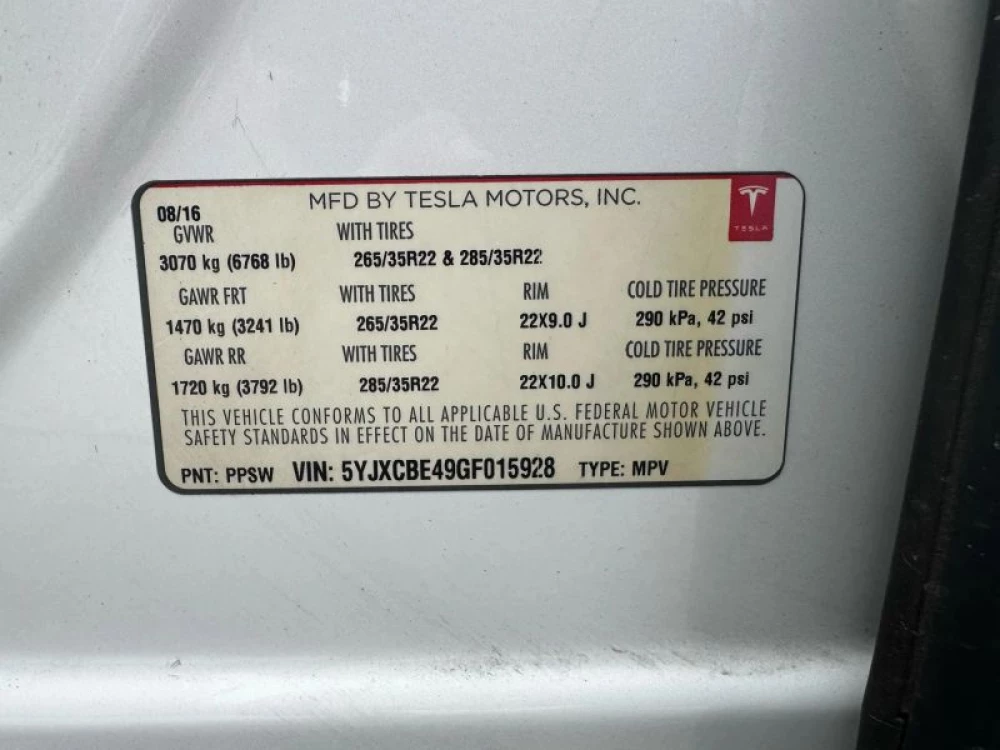 MFD BY TESLA MOTORS, INC.
TESLA
08/16
GVWR WITH TIRES
3070 kg (6768 lb) 265/35R22 & 285/35R22
GAWR FRT WITH TIRES RIM COLD TIRE PRESSURE
1470 kg (3241 lb) 265/35R22 22X9.0 J 290 kPa, 42 psi
GAWR RR WITH TIRES RIM COLD TIRE PRESSURE
1720 kg (3792 lb) 285/35R22 22X10.0 J 290 kPa, 42 psi
THIS VEHICLE CONFORMS TO ALL APPLICABLE U.S. FEDERAL MOTOR VEHICLE
SAFETY STANDARDS IN EFFECT ON THE DATE OF MANUFACTURE SHOWN ABOVE.
PNT: PPSW VIN: 5YJXCBE49GF015928 TYPE: MPV